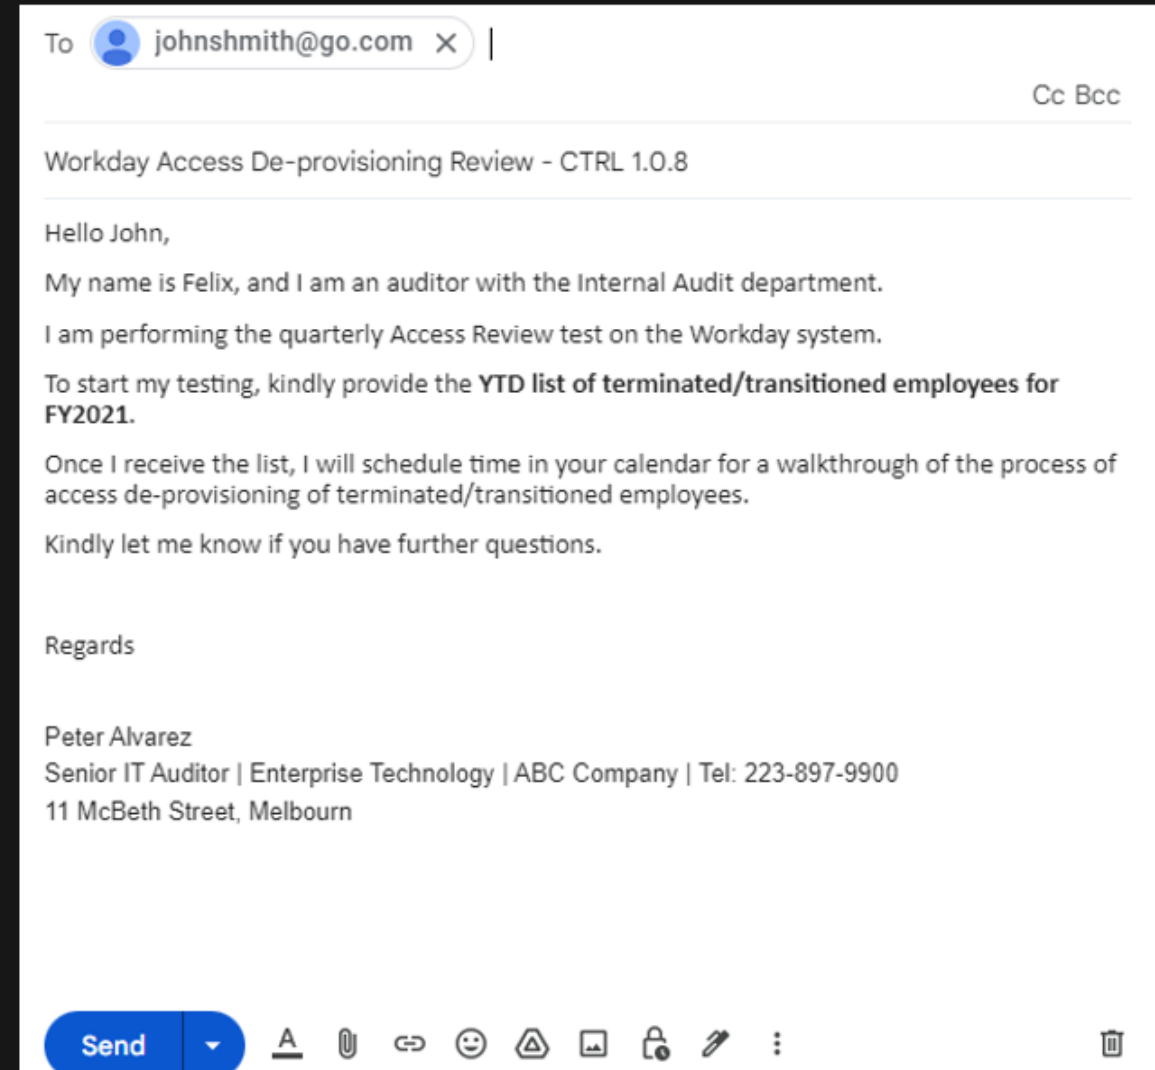 To johnshmith@go.com
Cc Bcc
Workday Access De-provisioning Review - CTRL 1.0.8
Hello John,
My name is Felix, and I am an auditor with the Internal Audit department.
I am performing the quarterly Access Review test on the Workday system.
To start my testing, kindly provide the YTD list of terminated/transitioned employees for
FY2021.
Once I receive the list, I will schedule time in your calendar for a walkthrough of the process of
access de-provisioning of terminated/transitioned employees.
Kindly let me know if you have further questions.
Regards
Peter Alvarez
Senior IT Auditor | Enterprise Technology | ABC Company | Tel: 223-897-9900
11 McBeth Street, Melbourn
Send